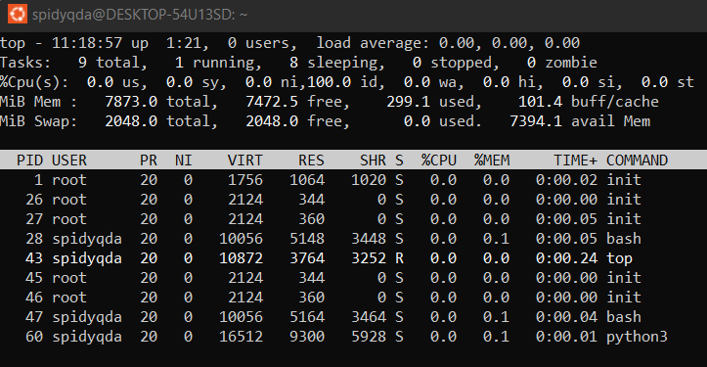 spidyqda@DESKTOP-54U13SD: ~
top - 11:18:57 up  1:21,  0 users,  load average: 0.00, 0.00, 0.00
Tasks:   9 total,   1 running,   8 sleeping,   0 stopped,   0 zombie
%Cpu(s):  0.0 us,  0.0 sy,  0.0 ni,100.0 id,  0.0 wa,  0.0 hi,  0.0 si,  0.0 st
MiB Mem :   7873.0 total,   7472.5 free,    299.1 used,    101.4 buff/cache
MiB Swap:   2048.0 total,   2048.0 free,      0.0 used.   7394.1 avail Mem
PID USER      PR  NI    VIRT    RES    SHR S  %CPU  %MEM     TIME+ COMMAND
1 root      20   0    1756   1064   1020 S   0.0   0.0   0:00.02 init
26 root      20   0    2124    344      0 S   0.0   0.0   0:00.00 init
27 root      20   0    2124    360      0 S   0.0   0.0   0:00.05 init
28 spidyqda  20   0   10056   5148   3448 S   0.0   0.1   0:00.05 bash
43 spidyqda  20   0   10872   3764   3252 R   0.0   0.0   0:00.24 top
45 root      20   0    2124    344      0 S   0.0   0.0   0:00.00 init
46 root      20   0    2124    360      0 S   0.0   0.0   0:00.00 init
47 spidyqda  20   0   10056   5164   3464 S   0.0   0.1   0:00.04 bash
60 spidyqda  20   0   16512   9300   5928 S   0.0   0.1   0:00.01 python3